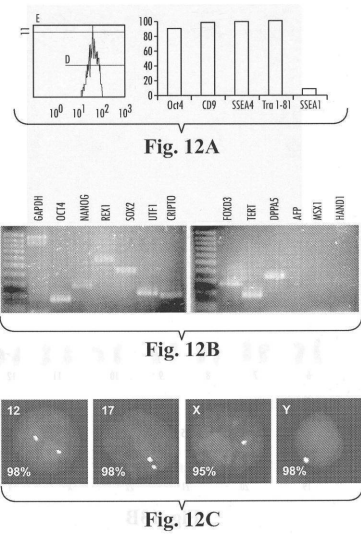 E
D
11
10⁰ 10¹ 10² 10³
100
80
60
40
20
0
Oct4 CD9 SSEA4 Tra 1-81 SSEA1
Fig. 12A
GAPDH OCT4 NANOG REX1 SOX2 UTF1 CRIPTO
FOXD3 TERT DPPA5 AFP MSX1 HAND1
Fig. 12B
12 17 X Y
98% 98% 95% 98%
Fig. 12C